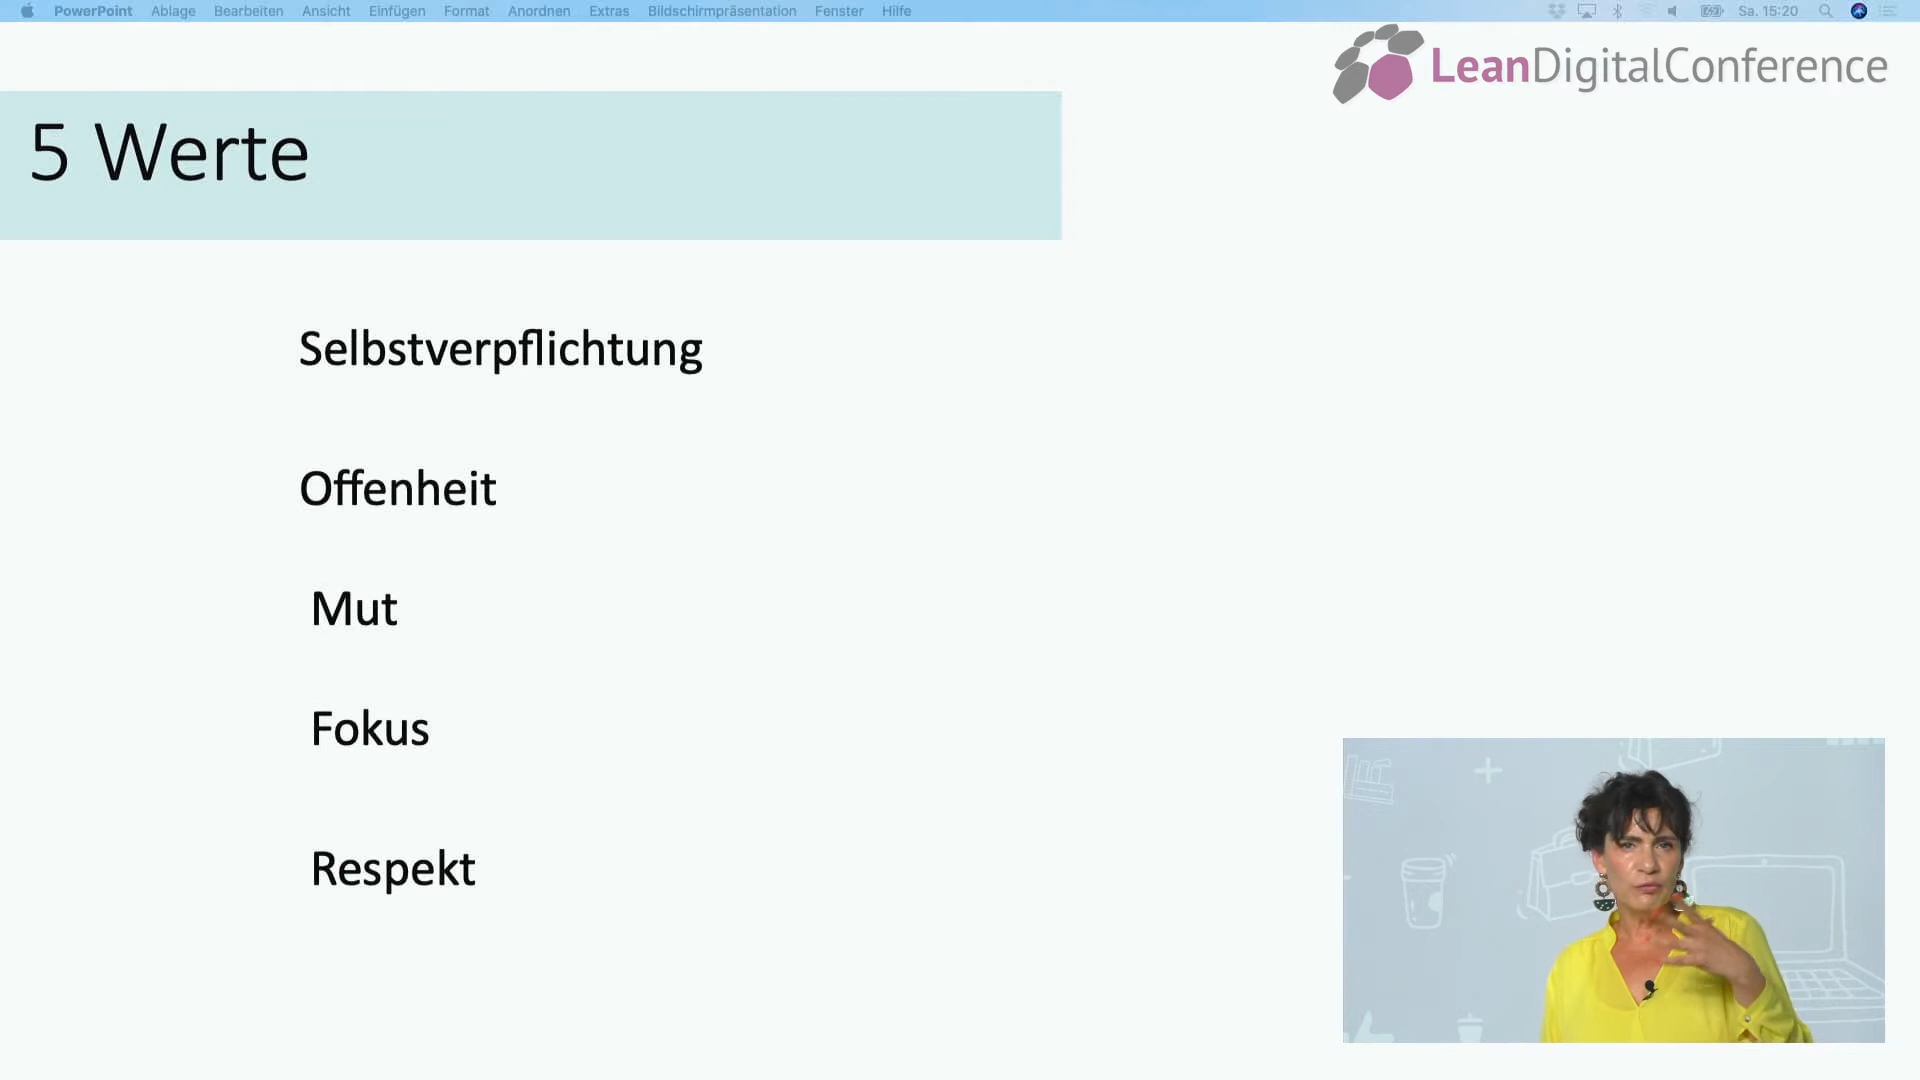 PowerPoint Ablage Bearbeiten Ansicht Einfügen Format Anordnen Extras Bildschirmpräsentation Fenster Hilfe Sa. 15:20
LeanDigitalConference
5 Werte
Selbstverpflichtung
Offenheit
Mut
Fokus
Respekt